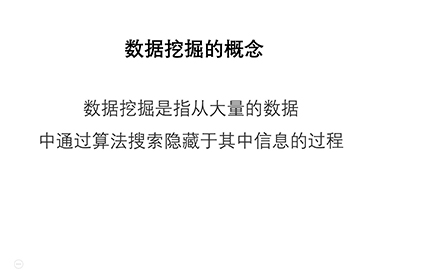 数据挖掘的概念
数据挖掘是指从大量的数据
中通过算法搜索隐藏于其中信息的过程